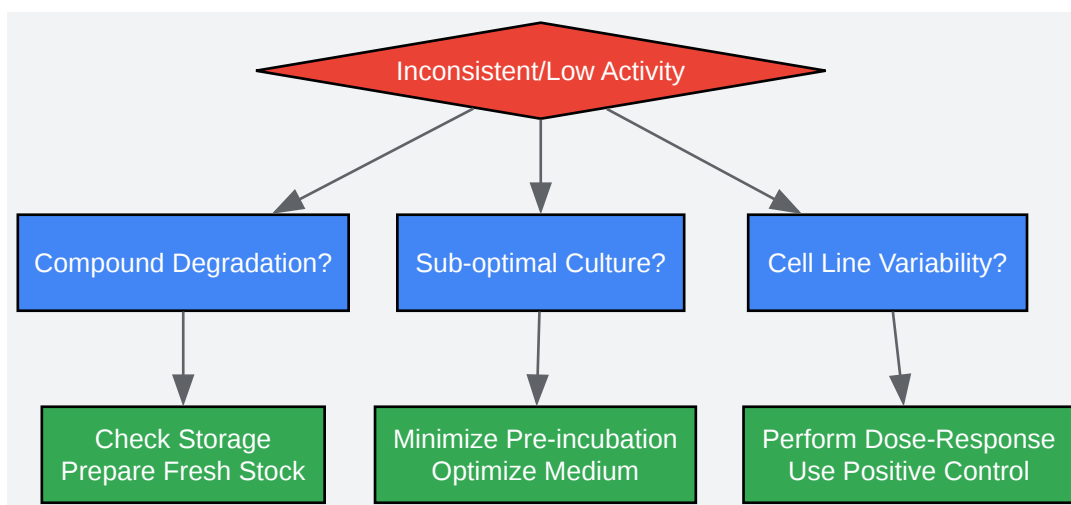 Inconsistent/Low Activity
Compound Degradation?
Sub-optimal Culture?
Cell Line Variability?
Check Storage
Prepare Fresh Stock
Minimize Pre-incubation
Optimize Medium
Perform Dose-Response
Use Positive Control